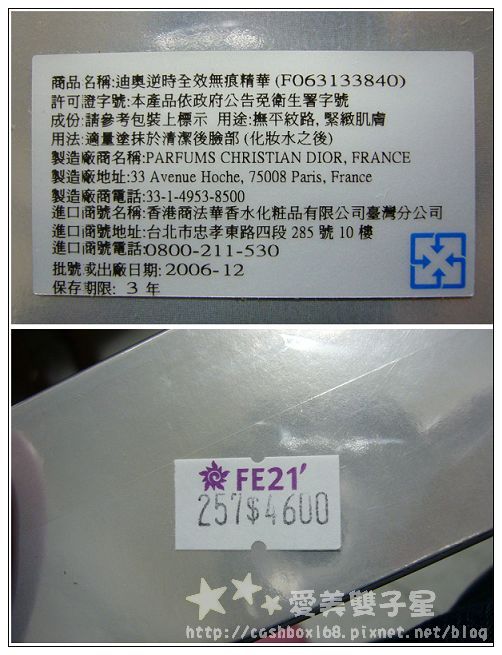 商品名稱:迪奧逆時全效無痕精華 (F063133840)
許可證字號:本產品依政府公告免衛生署字號
成份:請參考包裝上標示 用途:撫平紋路, 緊緻肌膚
用法:適量塗抹於清潔後臉部 (化妝水之後)
製造廠商名稱:PARFUMS CHRISTIAN DIOR, FRANCE
製造廠地址:33 Avenue Hoche, 75008 Paris, France
製造廠商電話:33-1-4953-8500
進口商號名稱:香港商法華香水化粧品有限公司臺灣分公司
進口商號地址:台北市忠孝東路四段 285 號 10 樓
進口商號電話:0800-211-530
批號或出廠日期: 2006-12
保存期限: 3 年
FE21'
257$4600
愛美雙子星
http://cashbox168.pixnet.net/blog